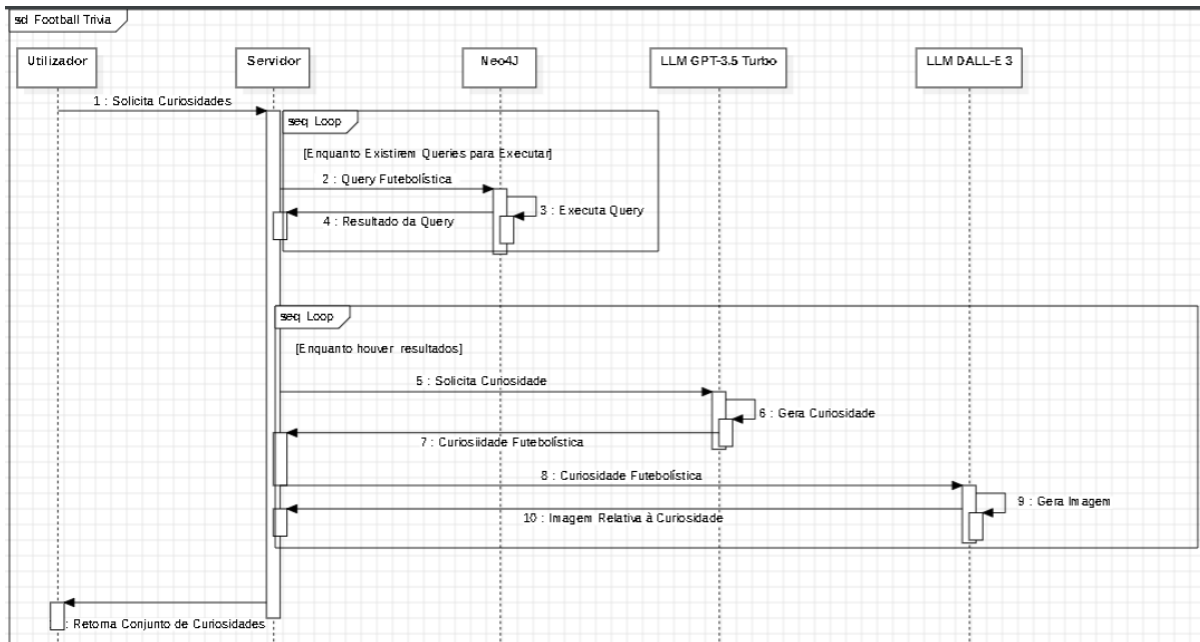 sd Football Trivia
Utilizador
Servidor
Neo4J
LLM GPT-3.5 Turbo
LLM DALL-E 3
1 : Solicita Curiosidades
seq Loop
[Enquanto Existirem Queries para Executar]
2 : Query Futebolística
3 : Executa Query
4 : Resultado da Query
seq Loop
[Enquanto houver resultados]
5 : Solicita Curiosidade
6 : Gera Curiosidade
7 : Curiosiidade Futebolística
8 : Curiosidade Futebolística
9 : Gera Imagem
10 : Imagem Relativa à Curiosidade
: Retorna Conjunto de Curiosidades